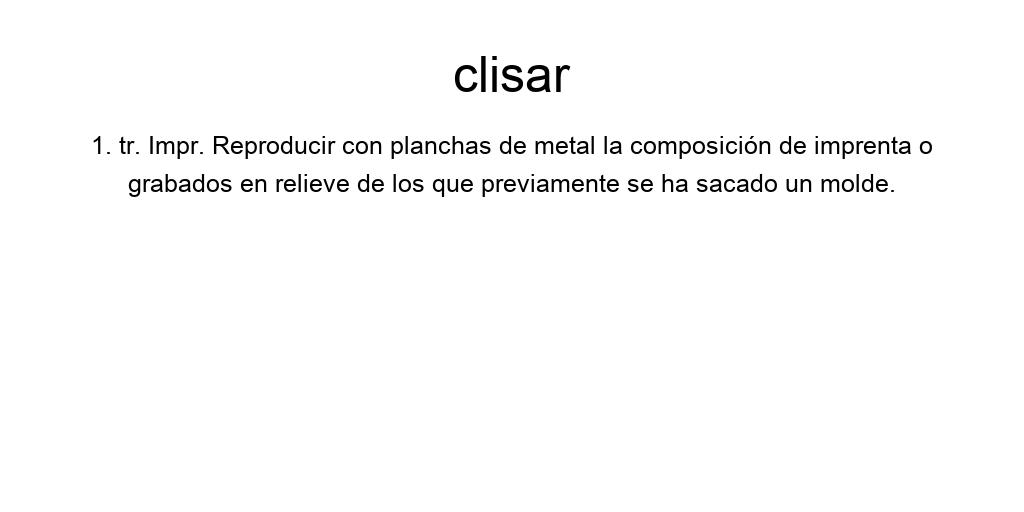 clisar
1. tr. Impr. Reproducir con planchas de metal la composición de imprenta o
grabados en relieve de los que previamente se ha sacado un molde.